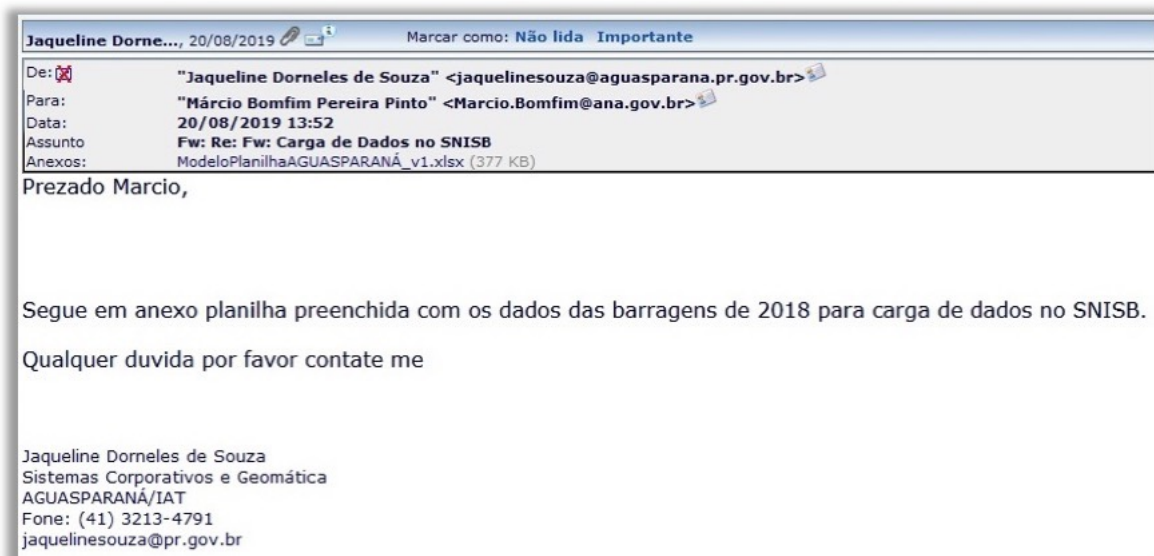 Jaqueline Dorne..., 20/08/2019 Marcar como: Não lida Importante
De: "Jaqueline Dorneles de Souza" <jaquelinesouza@aguasparana.pr.gov.br>
Para: "Márcio Bomfim Pereira Pinto" <Marcio.Bomfim@ana.gov.br>
Data: 20/08/2019 13:52
Assunto Fw: Re: Fw: Carga de Dados no SNISB
Anexos: ModeloPlanilhaAGUASPARANÁ_v1.xlsx (377 KB)
Prezado Marcio,
Segue em anexo planilha preenchida com os dados das barragens de 2018 para carga de dados no SNISB.
Qualquer duvida por favor contate me
Jaqueline Dorneles de Souza
Sistemas Corporativos e Geomática
AGUASPARANÁ/IAT
Fone: (41) 3213-4791
jaquelinesouza@pr.gov.br